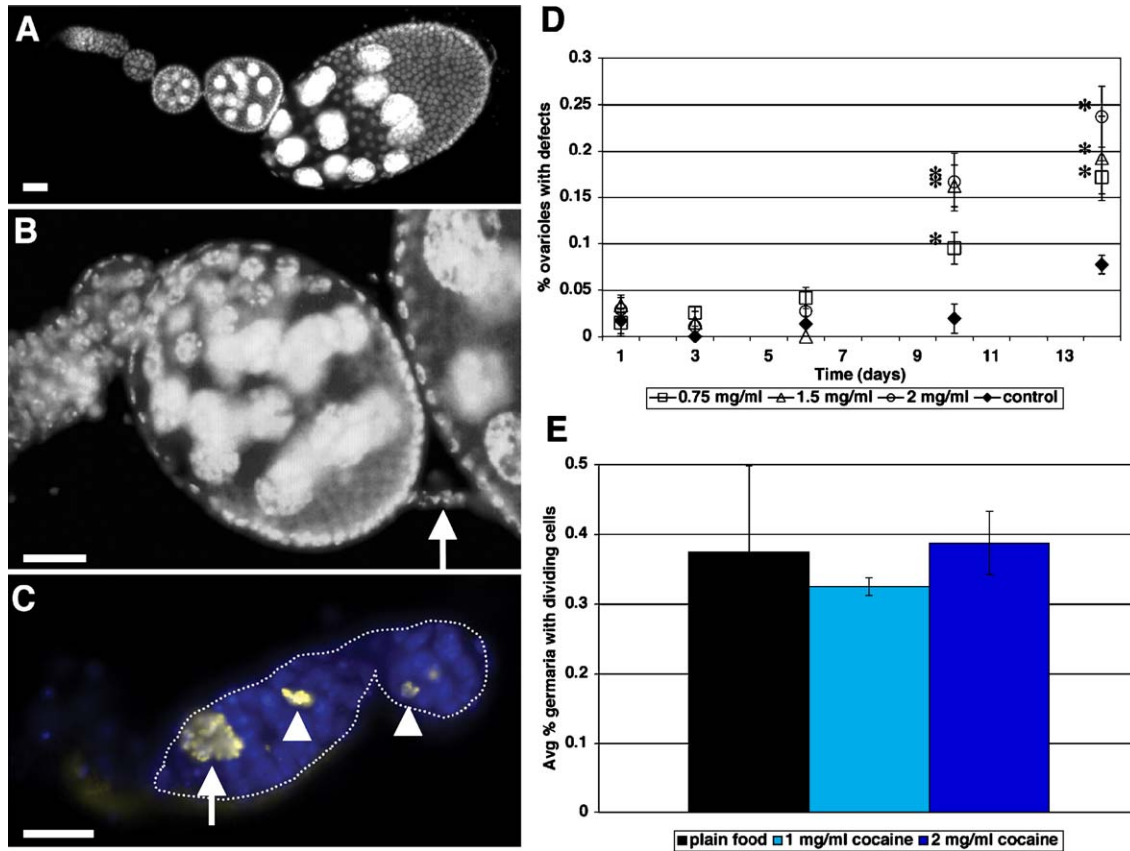 A
B
C
D
0.3
0.25
0.2
0.15
0.1
0.05
0
% ovarioles with defects
* * *
* * *
1 3 5 7 9 11 13
Time (days)
0.75 mg/ml 1.5 mg/ml 2 mg/ml control
E
0.5
0.4
0.3
0.2
0.1
0
Avg % germaria with dividing cells
plain food 1 mg/ml cocaine 2 mg/ml cocaine